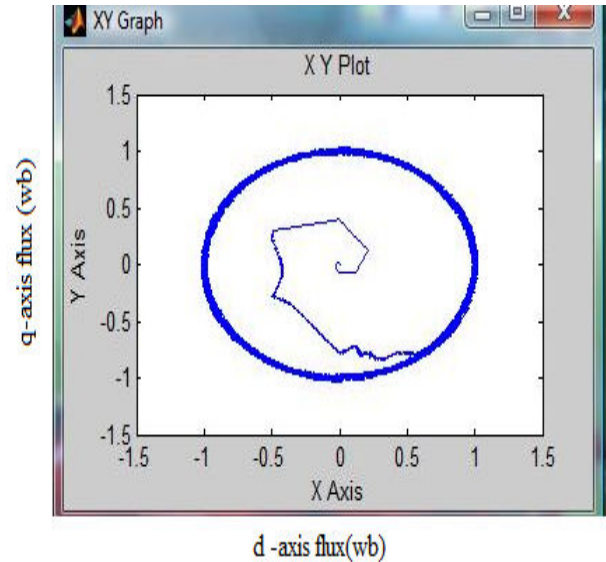 XY Graph
X Y Plot
1.5
1
0.5
0
-0.5
-1
-1.5
-1.5 -1 -0.5 0 0.5 1 1.5
Y Axis
q-axis flux (wb)
X Axis
d -axis flux(wb)